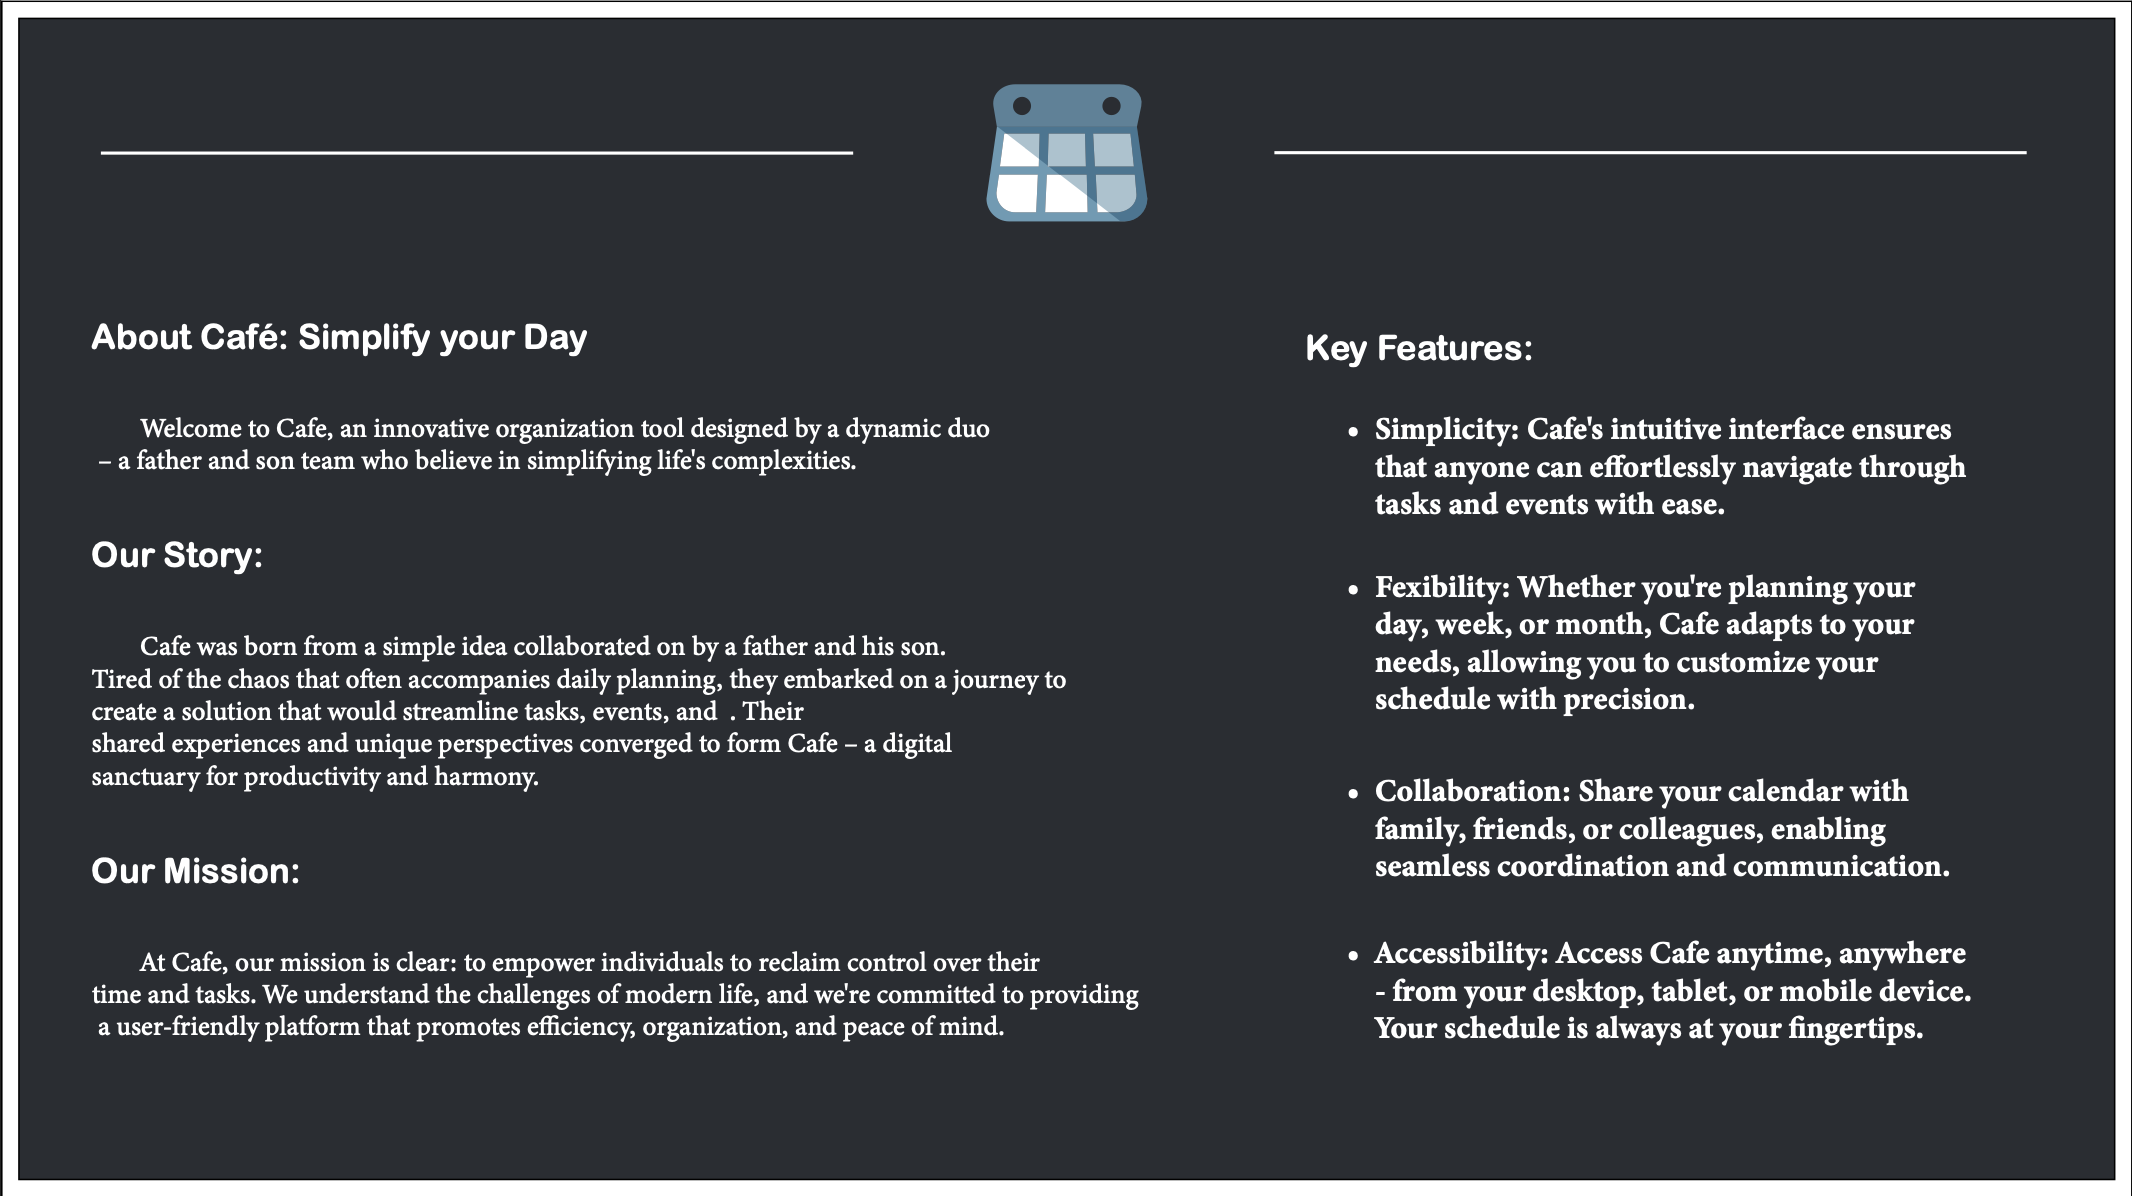 About Café: Simplify your Day
Welcome to Cafe, an innovative organization tool designed by a dynamic duo
– a father and son team who believe in simplifying life's complexities.
Our Story:
Cafe was born from a simple idea collaborated on by a father and his son.
Tired of the chaos that often accompanies daily planning, they embarked on a journey to
create a solution that would streamline tasks, events, and  . Their
shared experiences and unique perspectives converged to form Cafe – a digital
sanctuary for productivity and harmony.
Our Mission:
At Cafe, our mission is clear: to empower individuals to reclaim control over their
time and tasks. We understand the challenges of modern life, and we're committed to providing
a user-friendly platform that promotes efficiency, organization, and peace of mind.
Key Features:
• Simplicity: Cafe's intuitive interface ensures
that anyone can effortlessly navigate through
tasks and events with ease.
• Fexibility: Whether you're planning your
day, week, or month, Cafe adapts to your
needs, allowing you to customize your
schedule with precision.
• Collaboration: Share your calendar with
family, friends, or colleagues, enabling
seamless coordination and communication.
• Accessibility: Access Cafe anytime, anywhere
- from your desktop, tablet, or mobile device.
Your schedule is always at your fingertips.